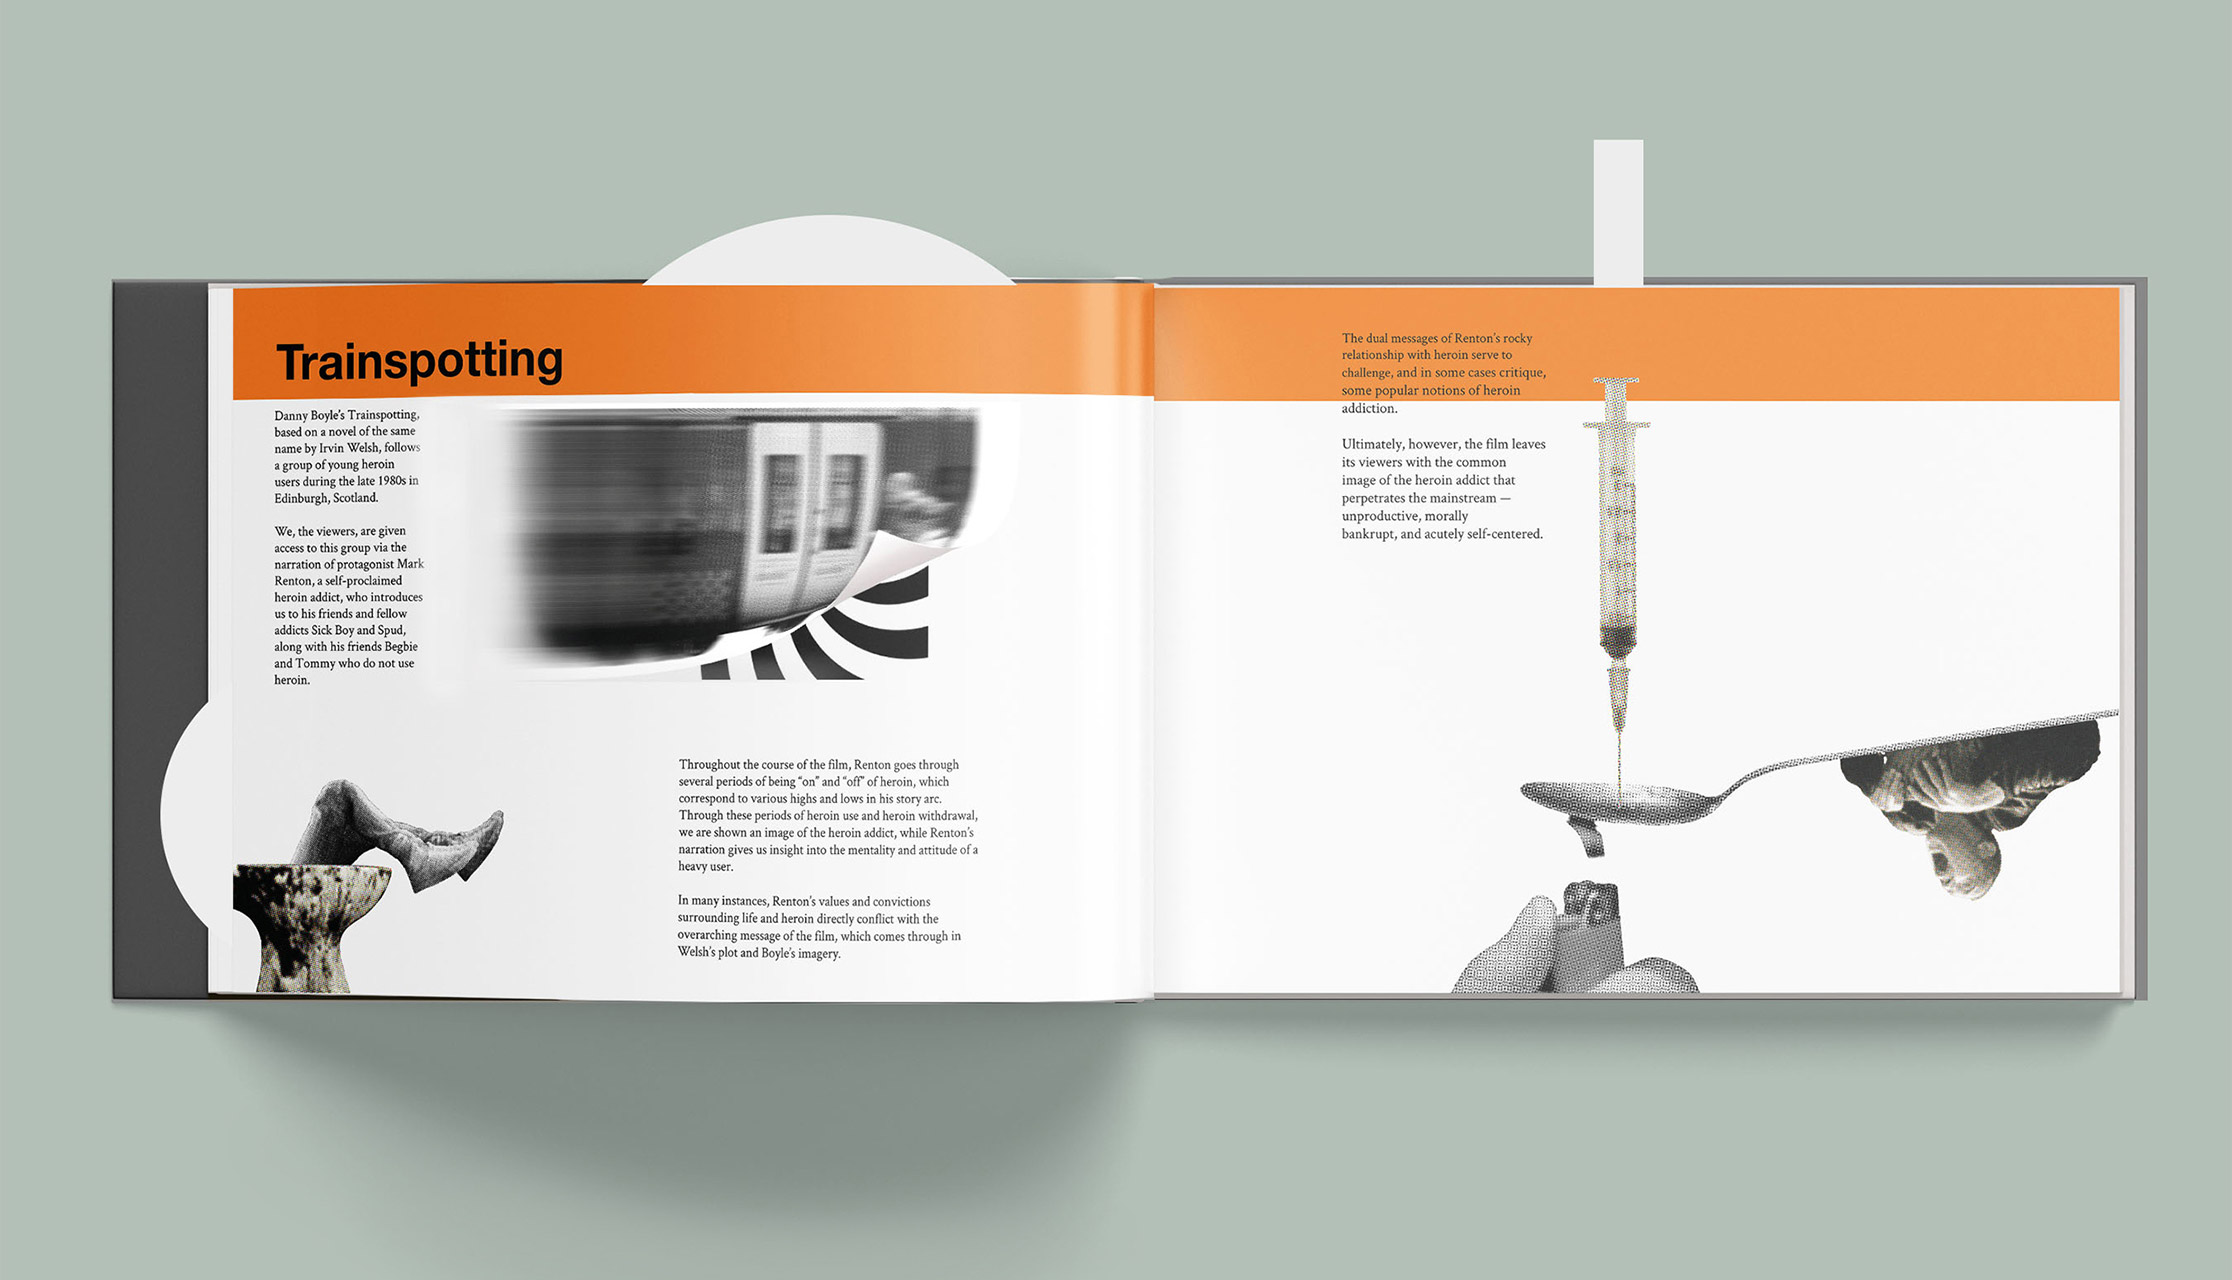 Trainspotting
Danny Boyle's Trainspotting,
based on a novel of the same
name by Irvin Welsh, follows
a group of young heroin
users during the late 1980s in
Edinburgh, Scotland.
We, the viewers, are given
access to this group via the
narration of protagonist Mark
Renton, a self-proclaimed
heroin addict, who introduces
us to his friends and fellow
addicts Sick Boy and Spud,
along with his friends Begbie
and Tommy who do not use
heroin.
Throughout the course of the film, Renton goes through
several periods of being “on” and “off” of heroin, which
correspond to various highs and lows in his story arc.
Through these periods of heroin use and heroin withdrawal,
we are shown an image of the heroin addict, while Renton's
narration gives us insight into the mentality and attitude of a
heavy user.
In many instances, Renton's values and convictions
surrounding life and heroin directly conflict with the
overarching message of the film, which comes through in
Welsh's plot and Boyle's imagery.
The dual messages of Renton's rocky
relationship with heroin serve to
challenge, and in some cases critique,
some popular notions of heroin
addiction.
Ultimately, however, the film leaves
its viewers with the common
image of the heroin addict that
perpetrates the mainstream —
unproductive, morally
bankrupt, and acutely self-centered.